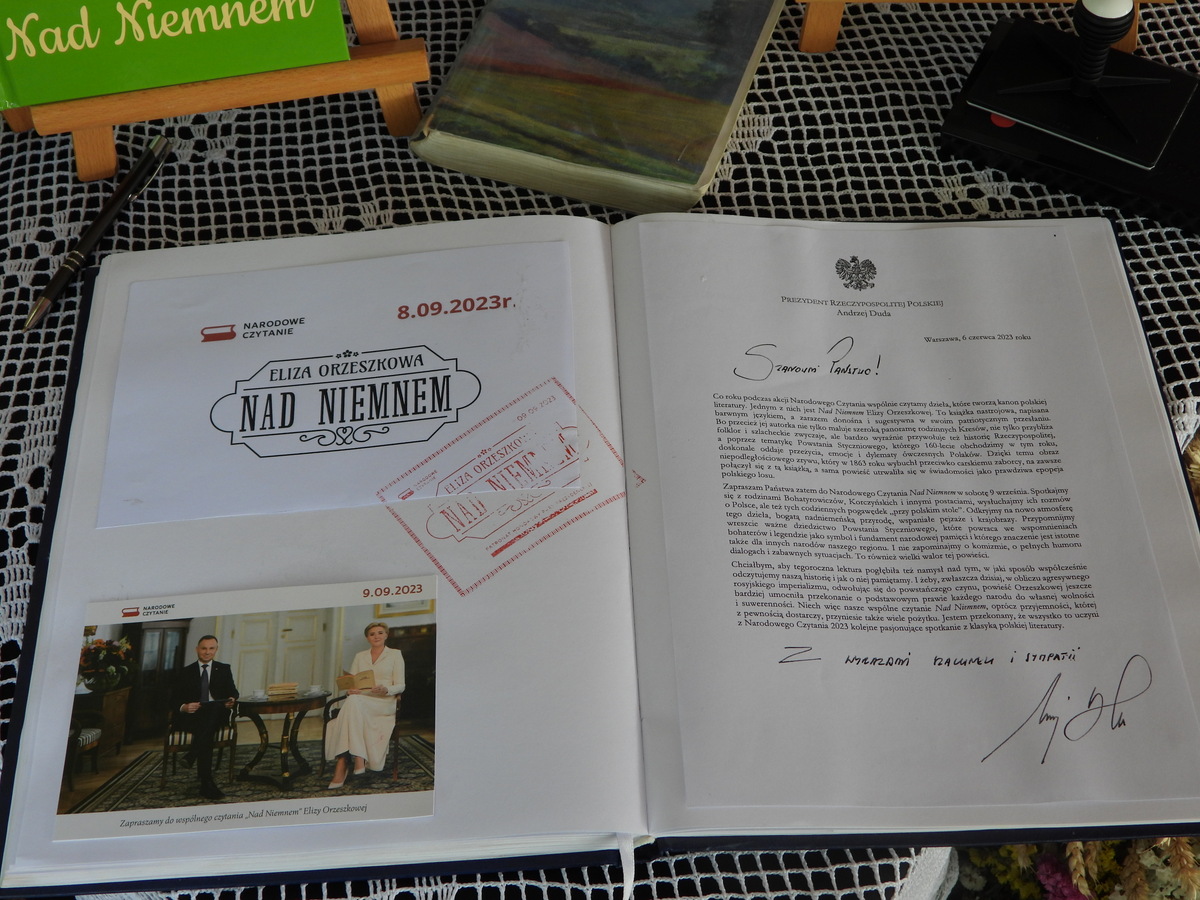 Nad Niemnem
8.09.2023r.
NARODOWE
CZYTANIE
ELIZA ORZESZKOWA
NAD NIEMNEM
09-09-2023
ELIZA ORZESZKO
NAD NIEMNEM
9.09.2023
NARODOWE
CZYTANIE
Zapraszamy do wspólnego czytania „Nad Niemnem” Elizy Orzeszkowej
PREZYDENT RZECZYPOSPOLITEJ POLSKIEJ
Andrzej Duda
Warszawa, 6 czerwca 2023 roku
Szanowni Państwo!
Co roku podczas akcji Narodowego Czytania wspólnie czytamy dzieła, które tworzą kanon polskiej
literatury. Jednym z nich jest Nad Niemnem Elizy Orzeszkowej. To książka nastrojowa, napisana
barwnym językiem, a zarazem donośna i sugestywna w swoim patriotycznym przesłaniu.
Bo przecież jej autorka nie tylko maluje szeroką panoramę rodzinnych Kresów, nie tylko przybliża
folklor i szlacheckie zwyczaje, ale bardzo wyraźnie przywołuje też historię Rzeczypospolitej,
a poprzez tematykę Powstania Styczniowego, którego 160-lecie obchodzimy w tym roku,
doskonale oddaje przeżycia, emocje i dylematy ówczesnych Polaków. Dzięki temu obraz
niepodległościowego zrywu, który w 1863 roku wybuchł przeciwko carskiemu zaborcy, na zawsze
połączył się z tą książką, a sama powieść utrwaliła się w świadomości jako prawdziwa epopeja
polskiego losu.
Zapraszam Państwa zatem do Narodowego Czytania Nad Niemnem w sobotę 9 września. Spotkajmy
się z rodzinami Bohatyrowiczów, Korczyńskich i innymi postaciami, wysłuchajmy ich rozmów
o Polsce, ale też tych codziennych pogawędek „przy polskim stole”. Odkryjmy na nowo atmosferę
tego dzieła, bogatą nadniemeńską przyrodę, wspaniałe pejzaże i krajobrazy. Przypomnijmy
wreszcie ważne dziedzictwo Powstania Styczniowego, które powraca we wspomnieniach
bohaterów i legendzie jako symbol i fundament narodowej pamięci i którego znaczenie jest istotne
także dla innych narodów naszego regionu. I nie zapominajmy o komizmie, o pełnych humoru
dialogach i zabawnych sytuacjach. To również wielki walor tej powieści.
Chciałbym, aby tegoroczna lektura pogłębiła też namysł nad tym, w jaki sposób współcześnie
odczytujemy naszą historię i jak o niej pamiętamy. I żeby, zwłaszcza dzisiaj, w obliczu agresywnego
rosyjskiego imperializmu, odwołując się do powstańczego czynu, powieść Orzeszkowej jeszcze
bardziej umocniła przekonanie o podstawowym prawie każdego narodu do własnej wolności
i suwerenności. Niech więc nasze wspólne czytanie Nad Niemnem, oprócz przyjemności, której
z pewnością dostarczy, przyniesie także wiele pożytku. Jestem przekonany, że wszystko to uczyni
z Narodowego Czytania 2023 kolejne pasjonujące spotkanie z klasyką polskiej literatury.
Z wyrazami szacunku i sympatii